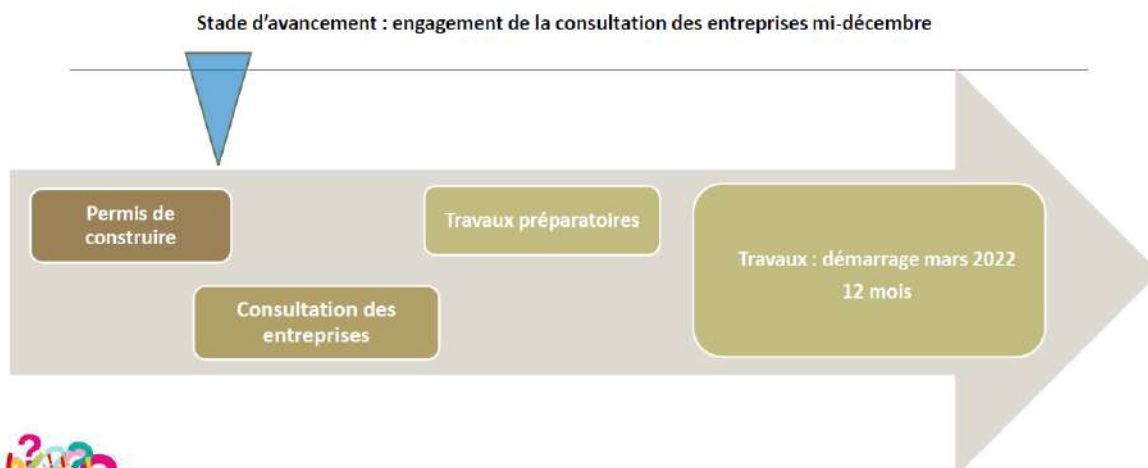 Stade d'avancement : engagement de la consultation des entreprises mi-décembre
Permis de
construire
Travaux préparatoires
Travaux : démarrage mars 2022
12 mois
Consultation des
entreprises